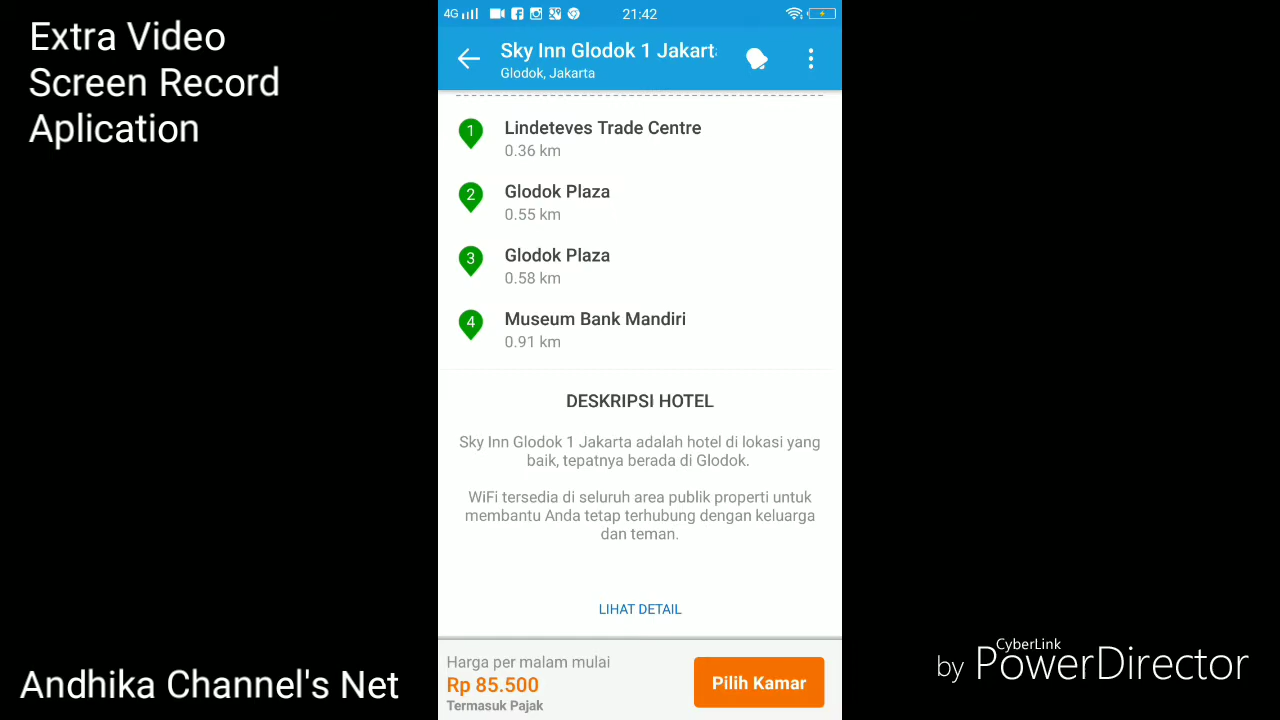 Extra Video
Screen Record
Aplication
4G
21:42
Sky Inn Glodok 1 Jakart
Glodok, Jakarta
1
Lindeteves Trade Centre
0.36 km
2
Glodok Plaza
0.55 km
3
Glodok Plaza
0.58 km
4
Museum Bank Mandiri
0.91 km
DESKRIPSI HOTEL
Sky Inn Glodok 1 Jakarta adalah hotel di lokasi yang
baik, tepatnya berada di Glodok.
WiFi tersedia di seluruh area publik properti untuk
membantu Anda tetap terhubung dengan keluarga
dan teman.
LIHAT DETAIL
Harga per malam mulai
Rp 85.500
Termasuk Pajak
Pilih Kamar
Andhika Channel's Net
CyberLink
by PowerDirector